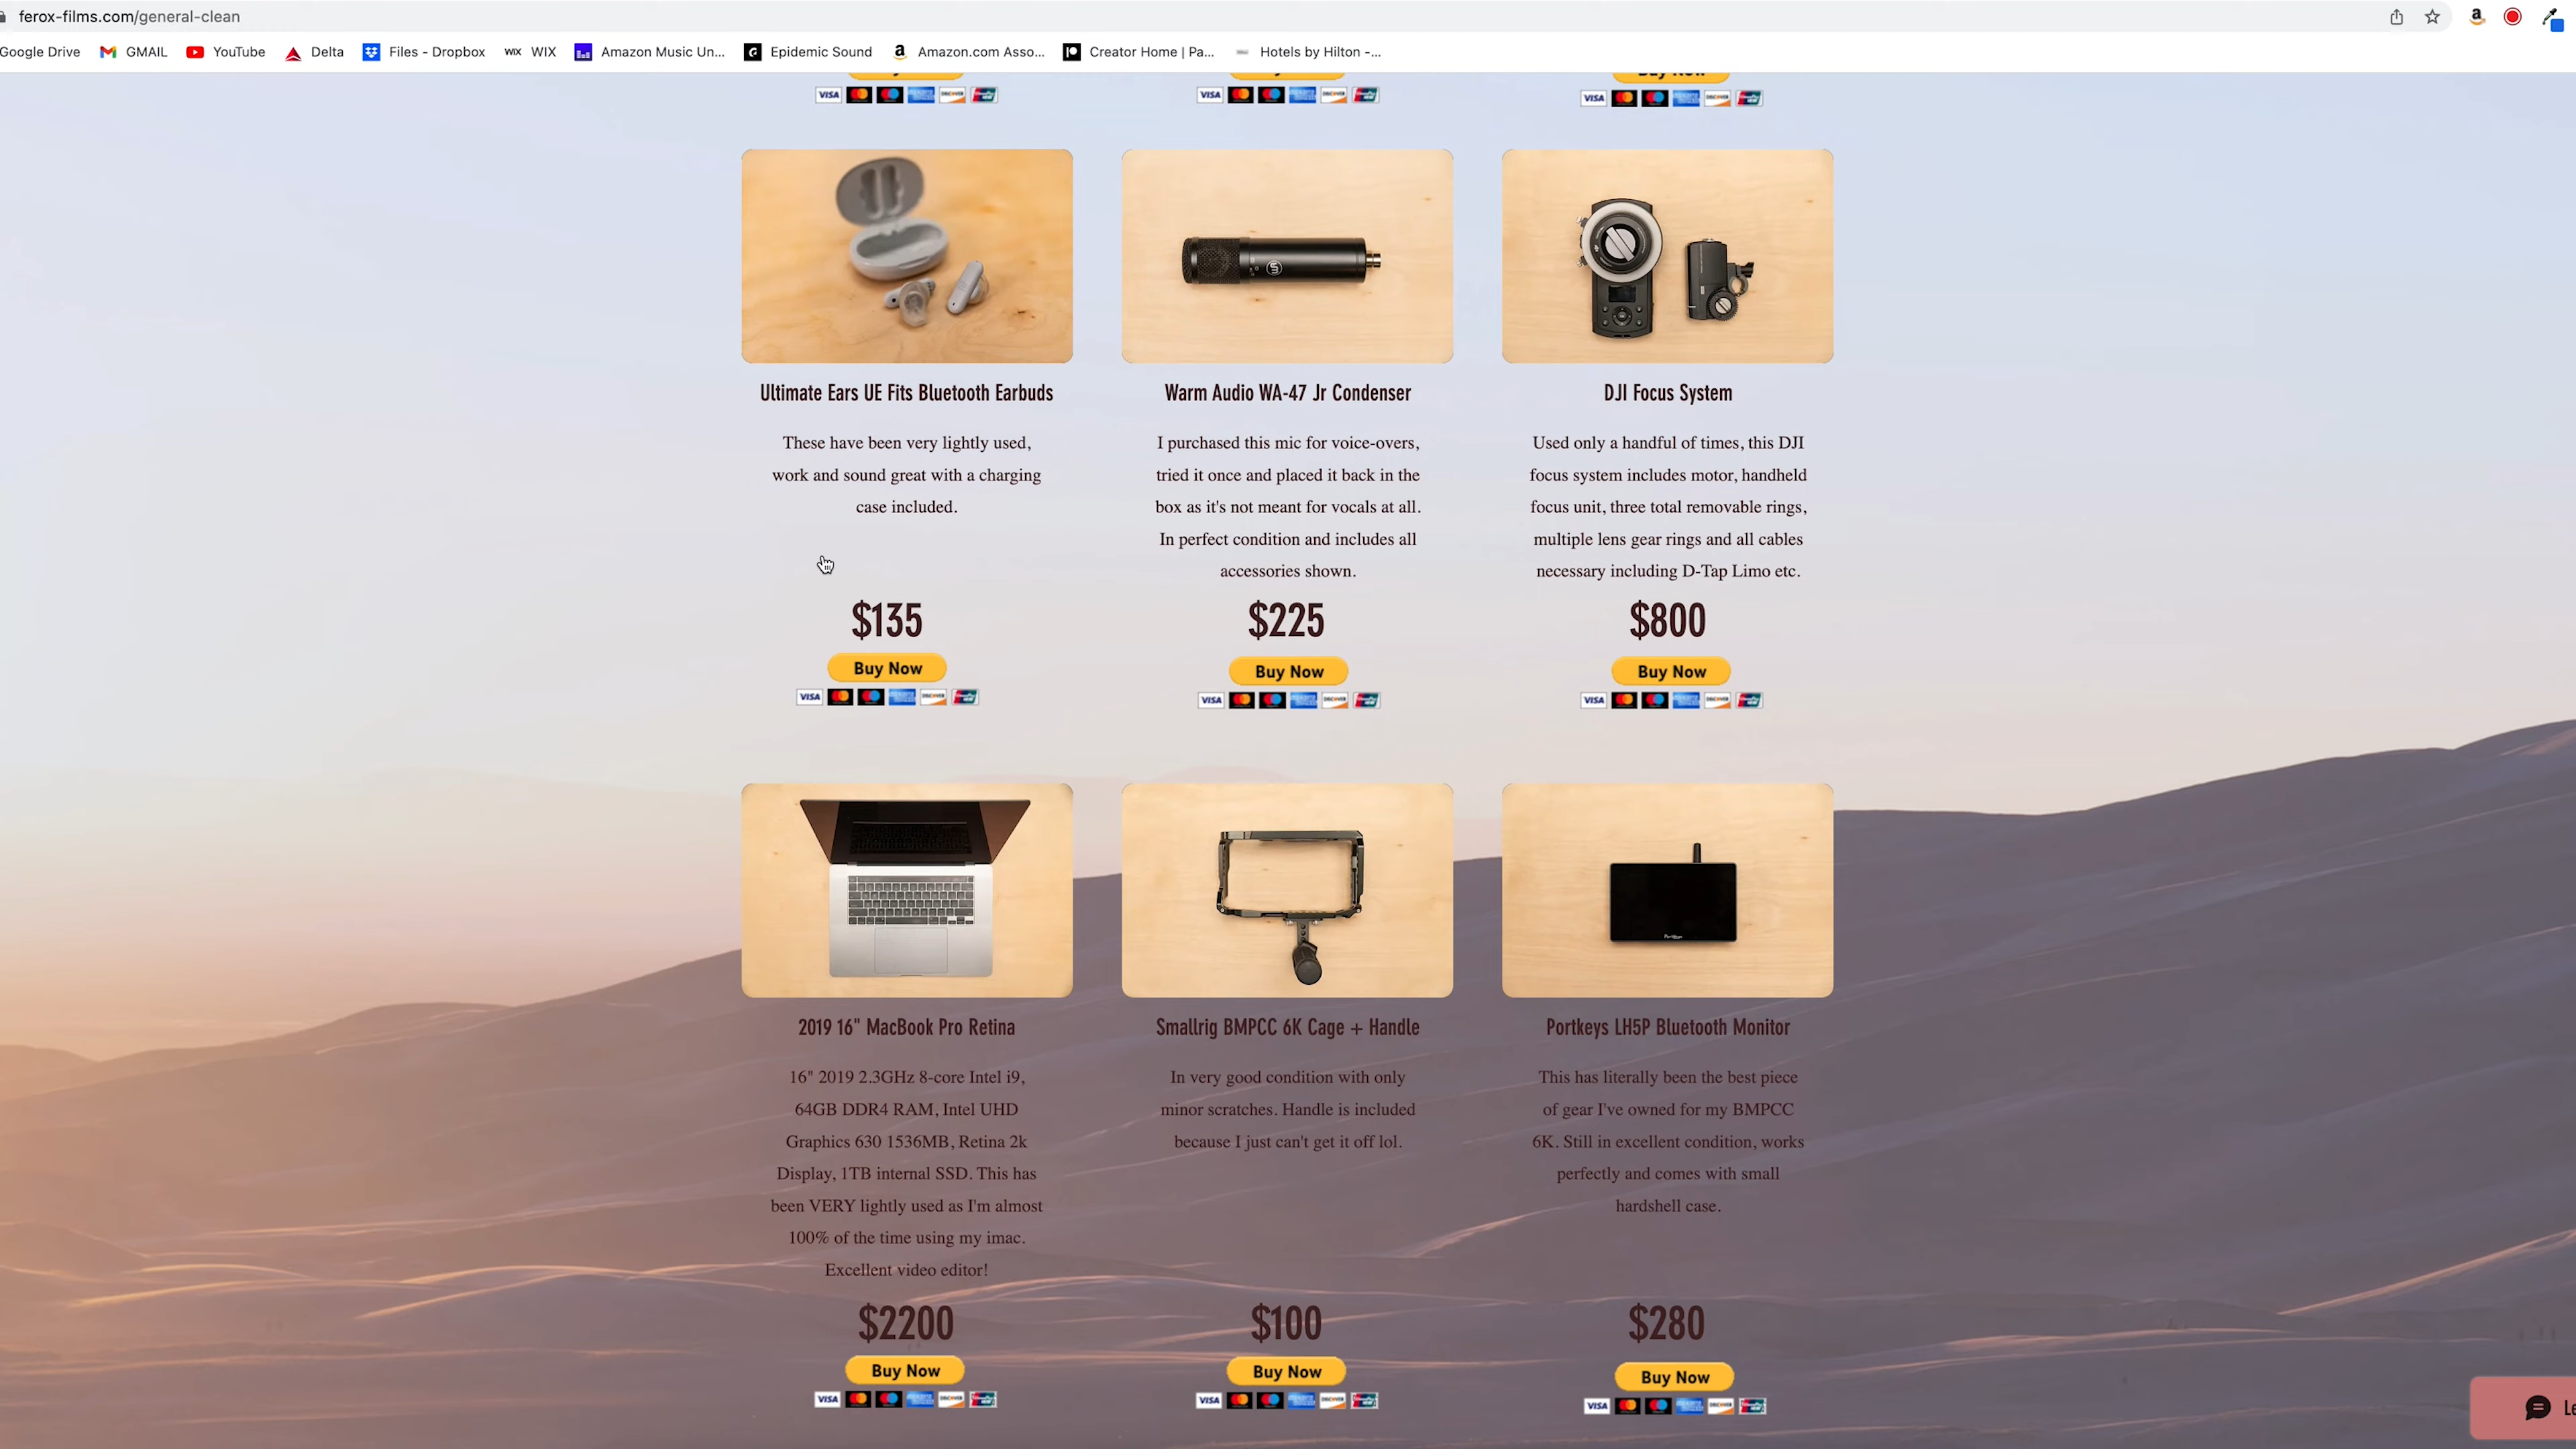 ferox-films.com/general-clean
Google Drive GMAIL YouTube Delta Files - Dropbox WIX WIX Amazon Music Un... Epidemic Sound Amazon.com Asso... Creator Home | Pa... Hotels by Hilton -...
Buy Now
VISA DISCOVER VISA DISCOVER VISA DISCOVER
Ultimate Ears UE Fits Bluetooth Earbuds
These have been very lightly used,
work and sound great with a charging
case included.
$135
Buy Now
VISA DISCOVER
Warm Audio WA-47 Jr Condenser
I purchased this mic for voice-overs,
tried it once and placed it back in the
box as it's not meant for vocals at all.
In perfect condition and includes all
accessories shown.
$225
Buy Now
VISA DISCOVER
DJI Focus System
Used only a handful of times, this DJI
focus system includes motor, handheld
focus unit, three total removable rings,
multiple lens gear rings and all cables
necessary including D-Tap Limo etc.
$800
Buy Now
VISA DISCOVER
2019 16" MacBook Pro Retina
16" 2019 2.3GHz 8-core Intel i9,
64GB DDR4 RAM, Intel UHD
Graphics 630 1536MB, Retina 2k
Display, 1TB internal SSD. This has
been VERY lightly used as I'm almost
100% of the time using my imac.
Excellent video editor!
$2200
Buy Now
VISA DISCOVER
Smallrig BMPCC 6K Cage + Handle
In very good condition with only
minor scratches. Handle is included
because I just can't get it off lol.
$100
Buy Now
VISA DISCOVER
Portkeys LH5P Bluetooth Monitor
This has literally been the best piece
of gear I've owned for my BMPCC
6K. Still in excellent condition, works
perfectly and comes with small
hardshell case.
$280
Buy Now
VISA DISCOVER
Le